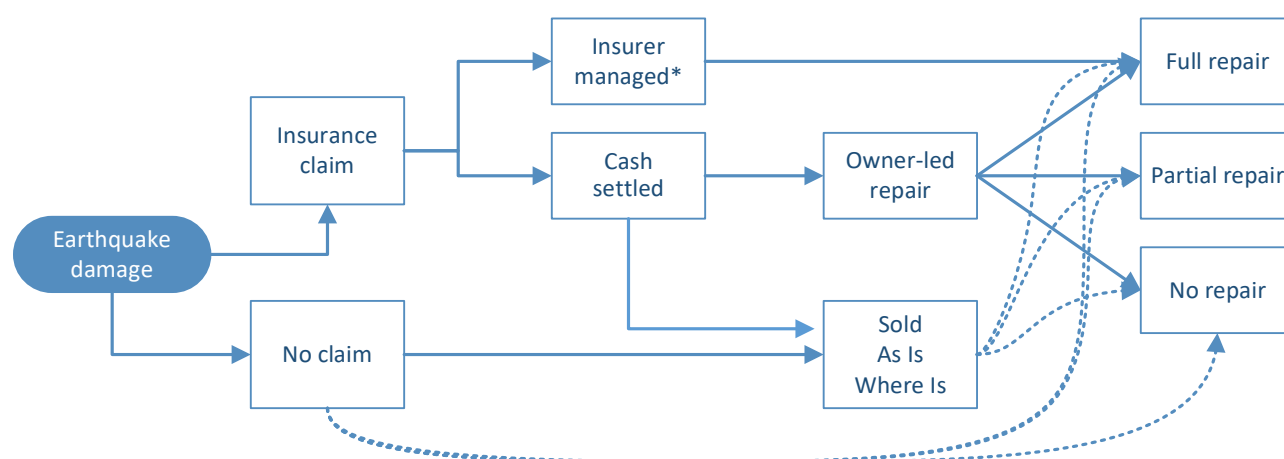 Insurer
managed*
Full repair
Insurance
claim
Cash
settled
Owner-led
repair
Partial repair
Earthquake
damage
No repair
No claim
Sold
As Is
Where Is